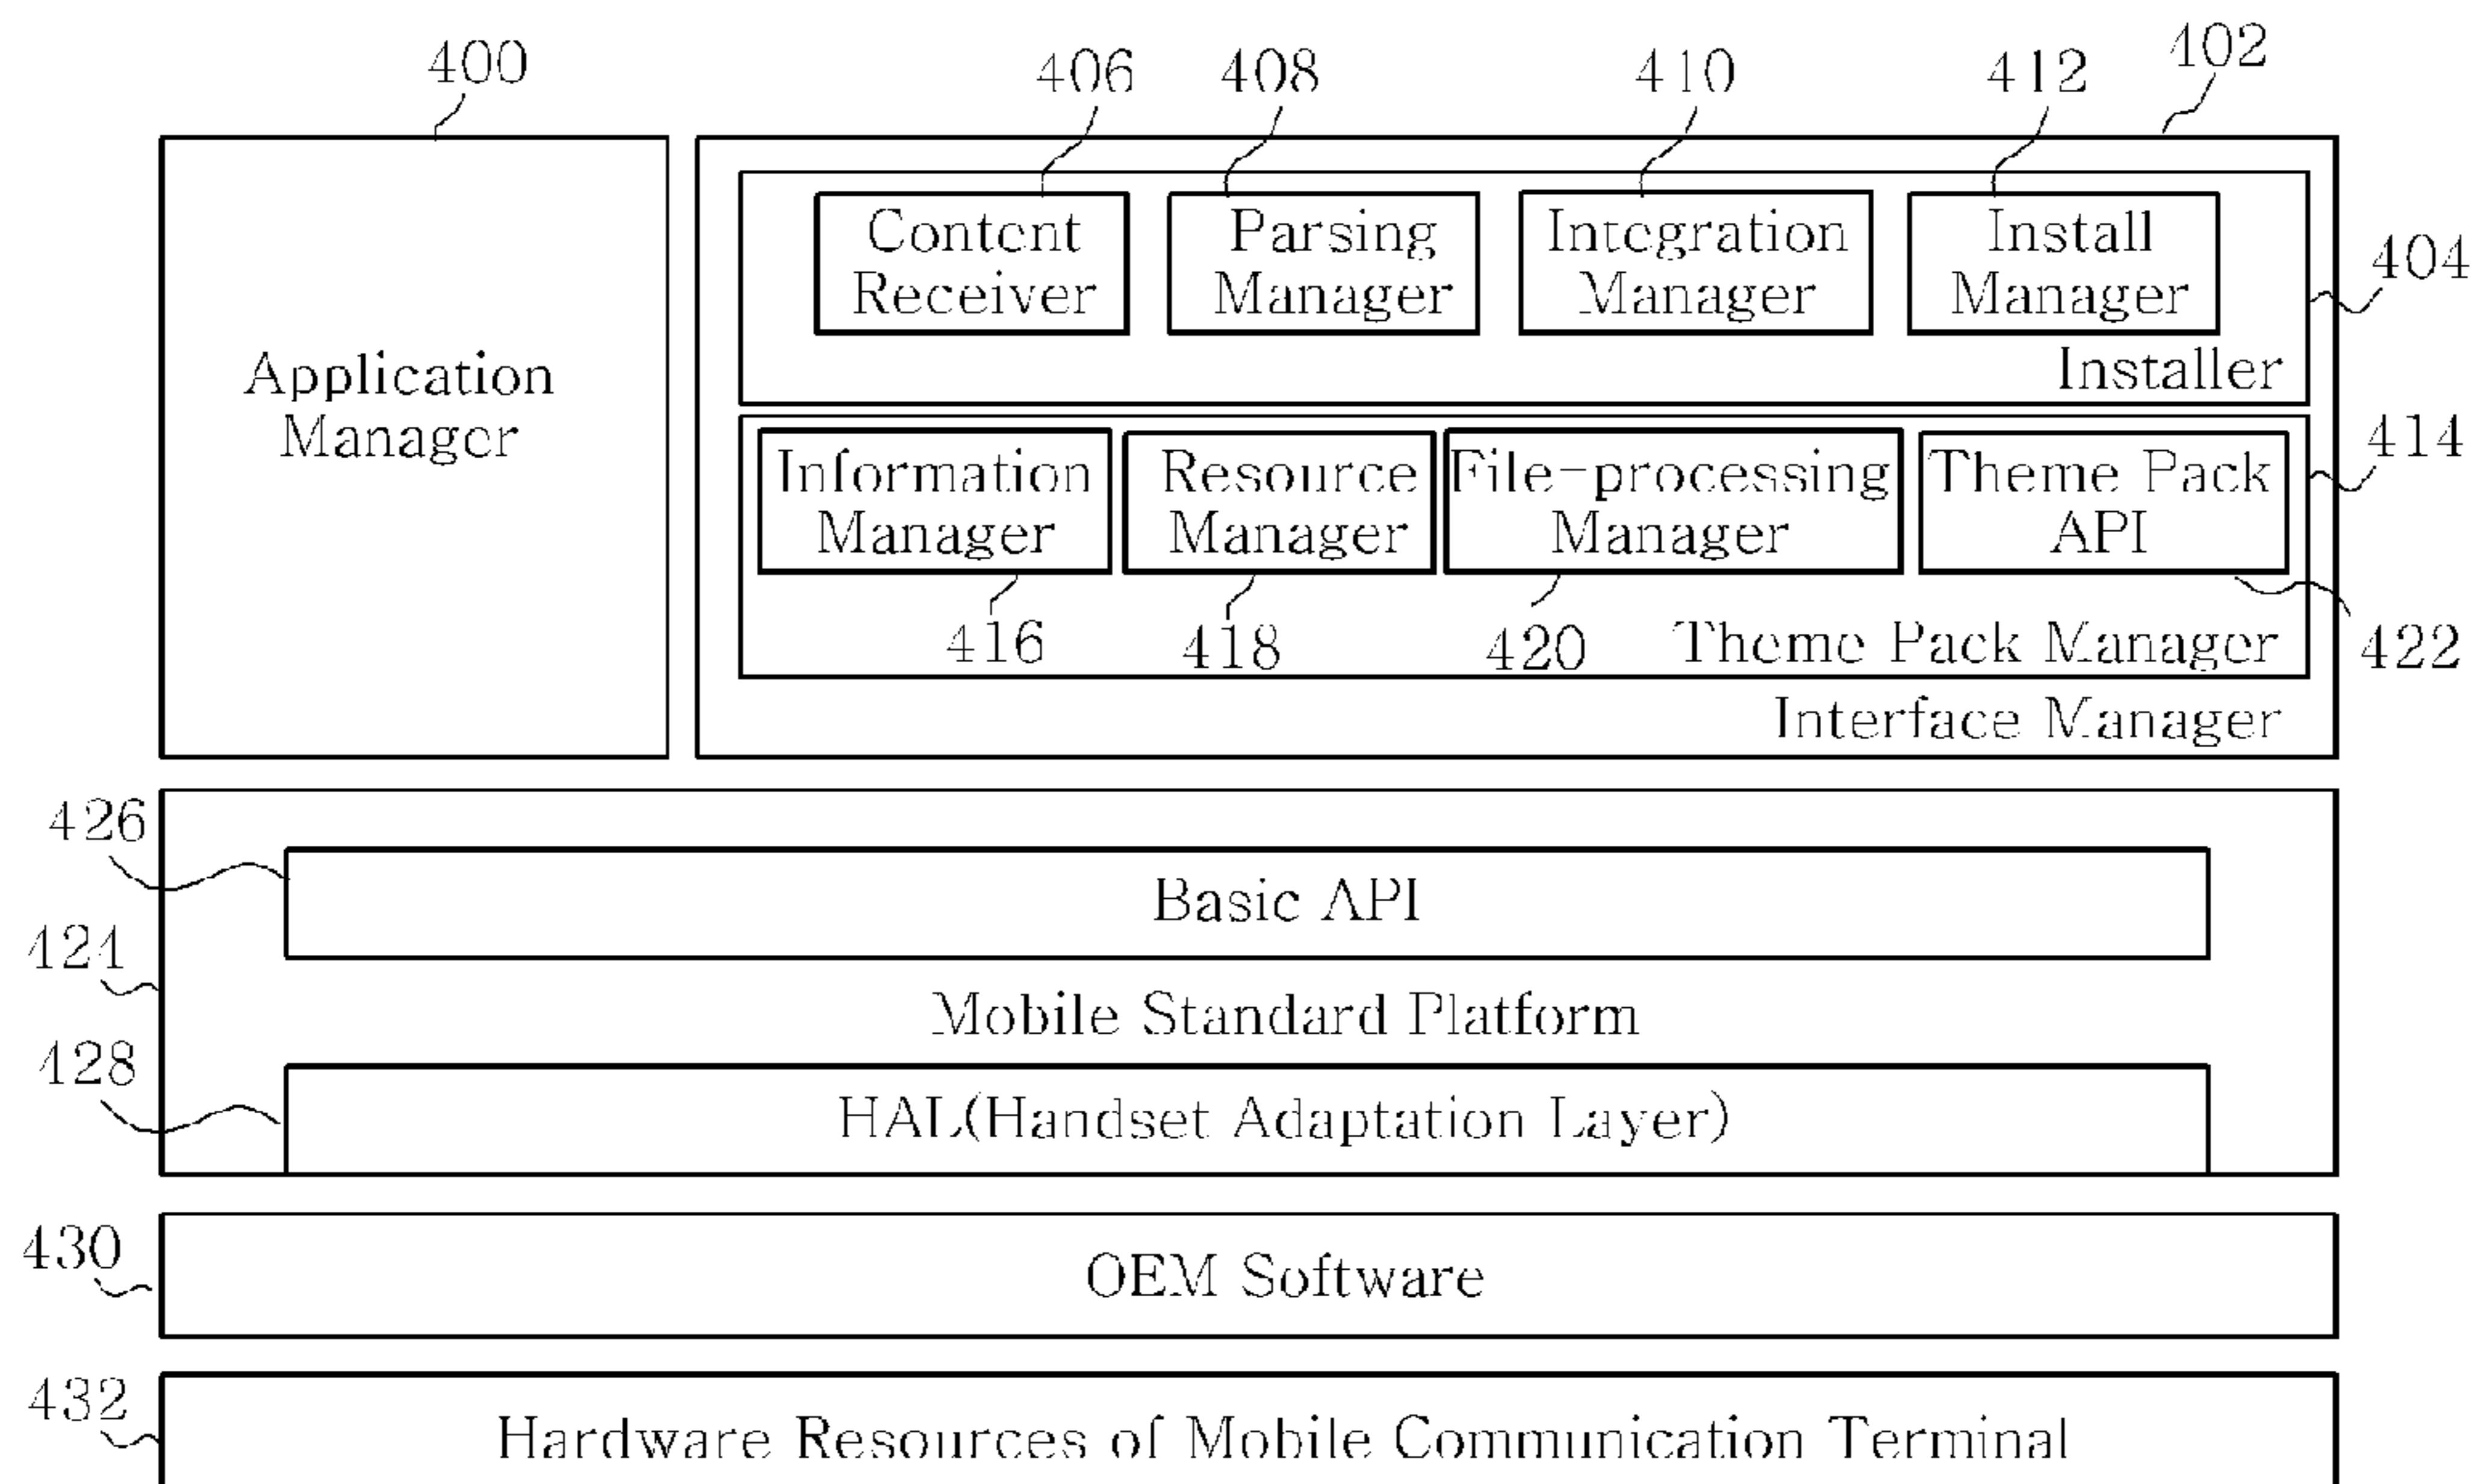 400
406
408
410
412
402
Content
Receiver
Parsing
Manager
Integration
Manager
Install
Manager
404
Installer
Application
Manager
Information
Manager
Resource
Manager
File-processing
Manager
Theme Pack
API
414
416
418
420
Theme Pack Manager
422
Interface Manager
426
Basic API
424
Mobile Standard Platform
428
HAL(Handset Adaptation Layer)
430
OEM Software
432
Hardware Resources of Mobile Communication Terminal